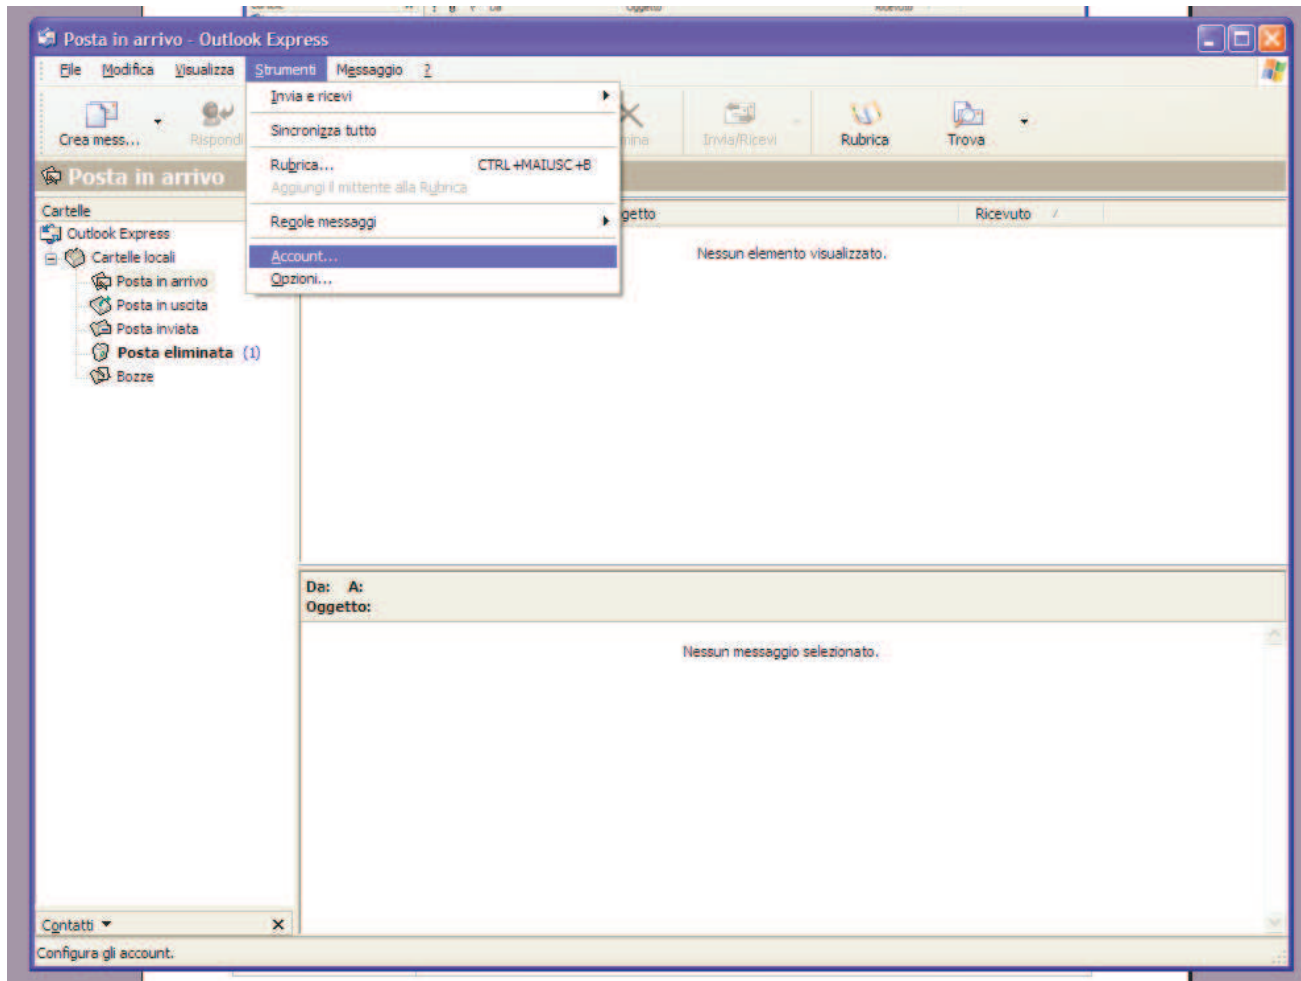 Posta in arrivo - Outlook Express
File Modifica Visualizza Strumenti Messaggio ?
Invia e ricevi
Sincronizza tutto
Rubrica... CTRL+MAIUSC+B
Aggiungi il mittente alla Rubrica
Regole messaggi
Account...
Opzioni...
Crea mess... Rispondi Invia/Ricevi Rubrica Trova
Posta in arrivo
Cartelle
Ricevuto
Outlook Express
Cartelle locali
Posta in arrivo
Posta in uscita
Posta inviata
Posta eliminata (1)
Bozze
Nessun elemento visualizzato.
Da: A:
Oggetto:
Nessun messaggio selezionato.
Contatti
Configura gli account.